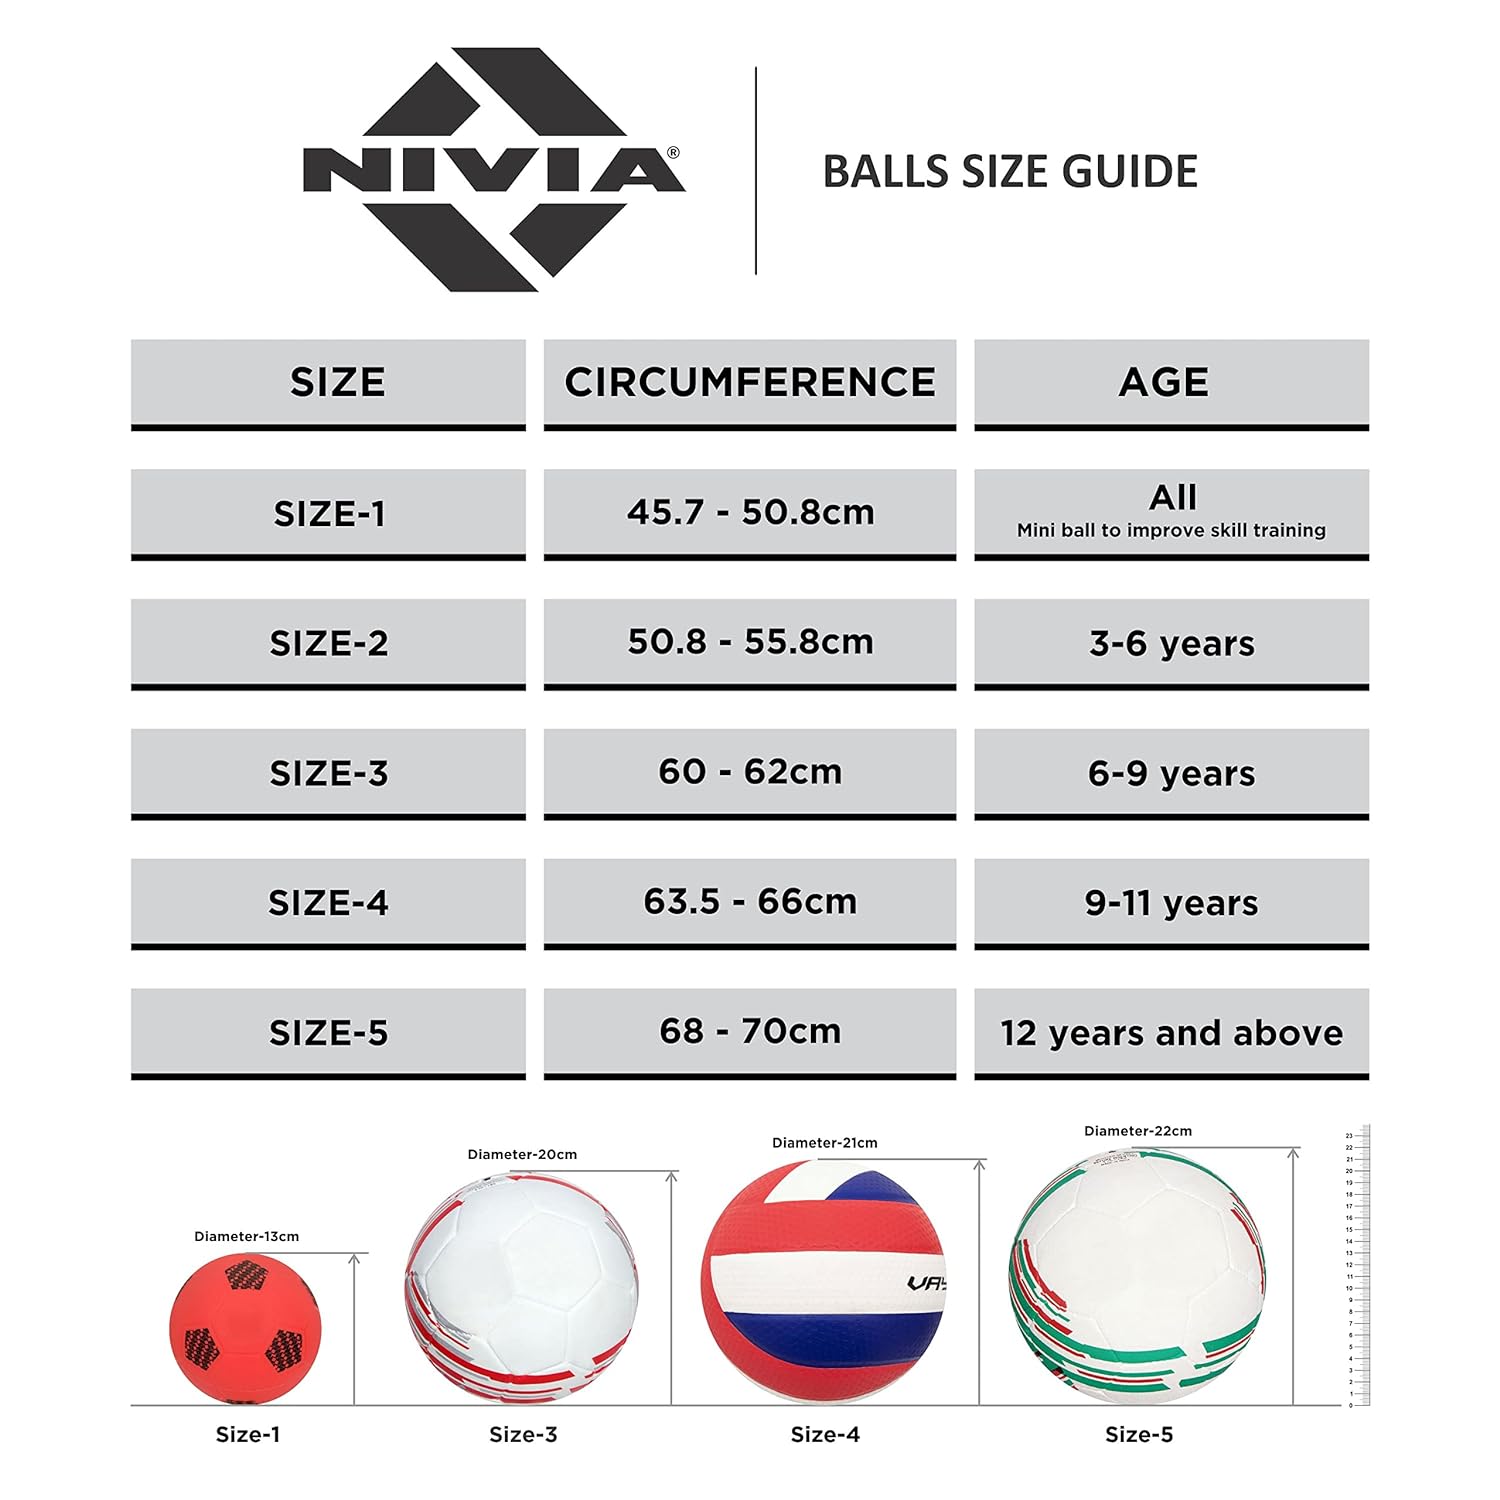 NIVIA®
BALLS SIZE GUIDE
SIZE CIRCUMFERENCE AGE
SIZE-1 45.7 - 50.8cm All
Mini ball to improve skill training
SIZE-2 50.8 - 55.8cm 3-6 years
SIZE-3 60 - 62cm 6-9 years
SIZE-4 63.5 - 66cm 9-11 years
SIZE-5 68 - 70cm 12 years and above
Diameter-13cm
Diameter-20cm
Diameter-21cm
Diameter-22cm
VAY
23
22
21
20
19
18
17
16
15
14
13
12
11
10
9
8
7
6
5
4
3
2
1
0
Size-1
Size-3
Size-4
Size-5